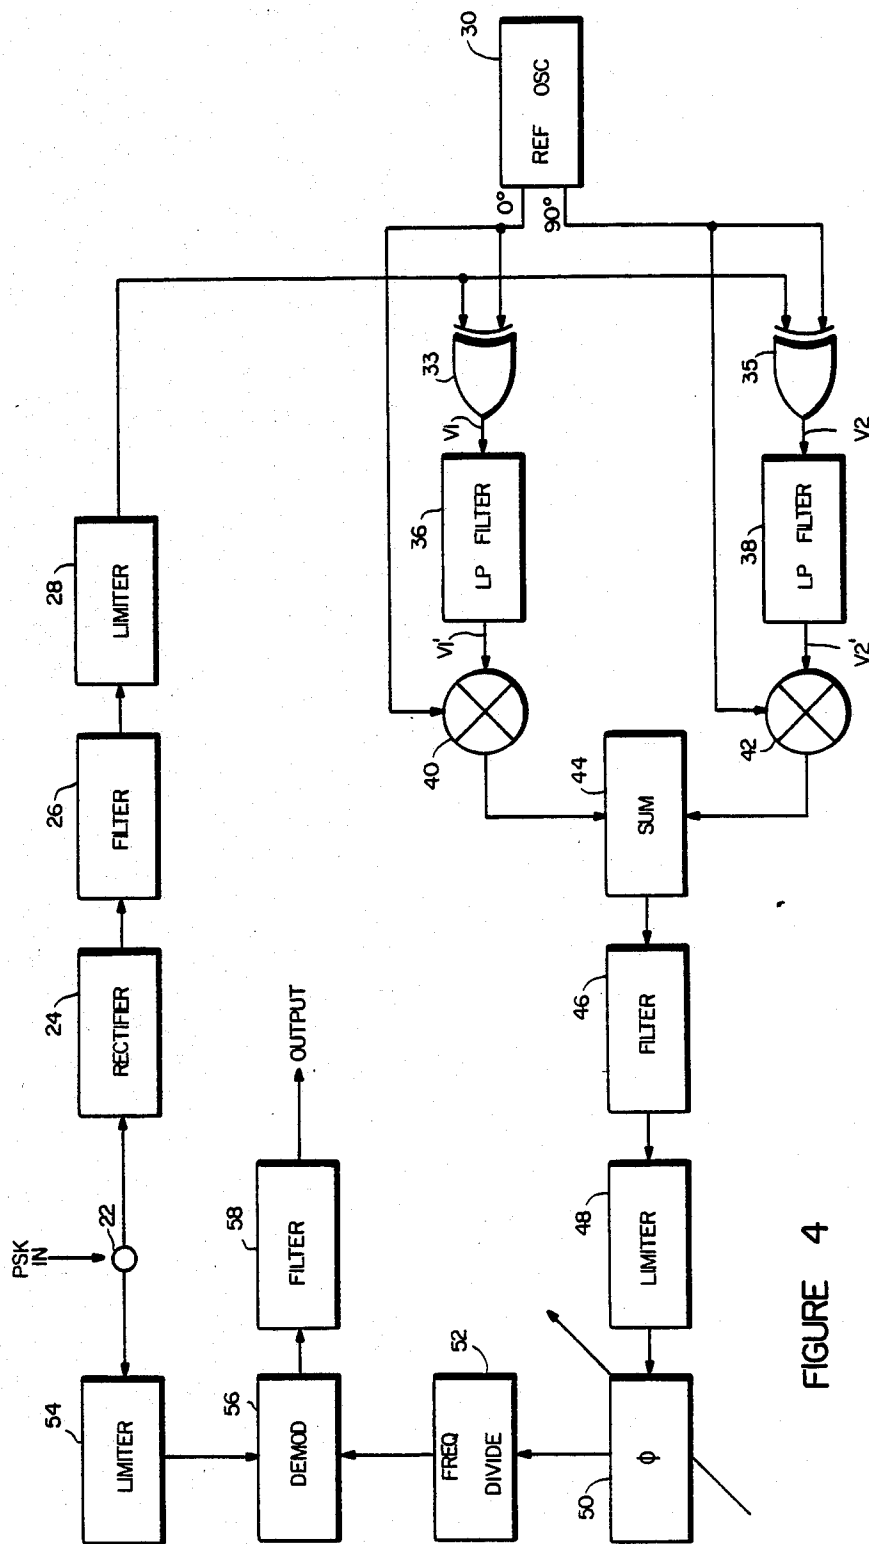 PSK
IN
22
24
RECTIFIER
26
FILTER
28
LIMITER
54
LIMITER
56
DEMOD
58
FILTER
OUTPUT
52
FREQ
DIVIDE
50
Φ
48
LIMITER
46
FILTER
44
SUM
40
42
V1'
V2'
36
LP FILTER
38
LP FILTER
V1
V2
33
35
0°
90°
30
REF OSC
FIGURE 4